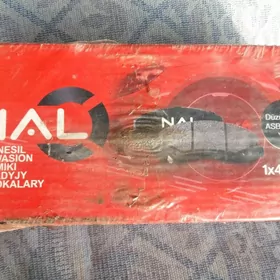 NAL
NESIL
VASION
MIKI
DYJY
OKALARY
NAL
Düz
ASB
1x4